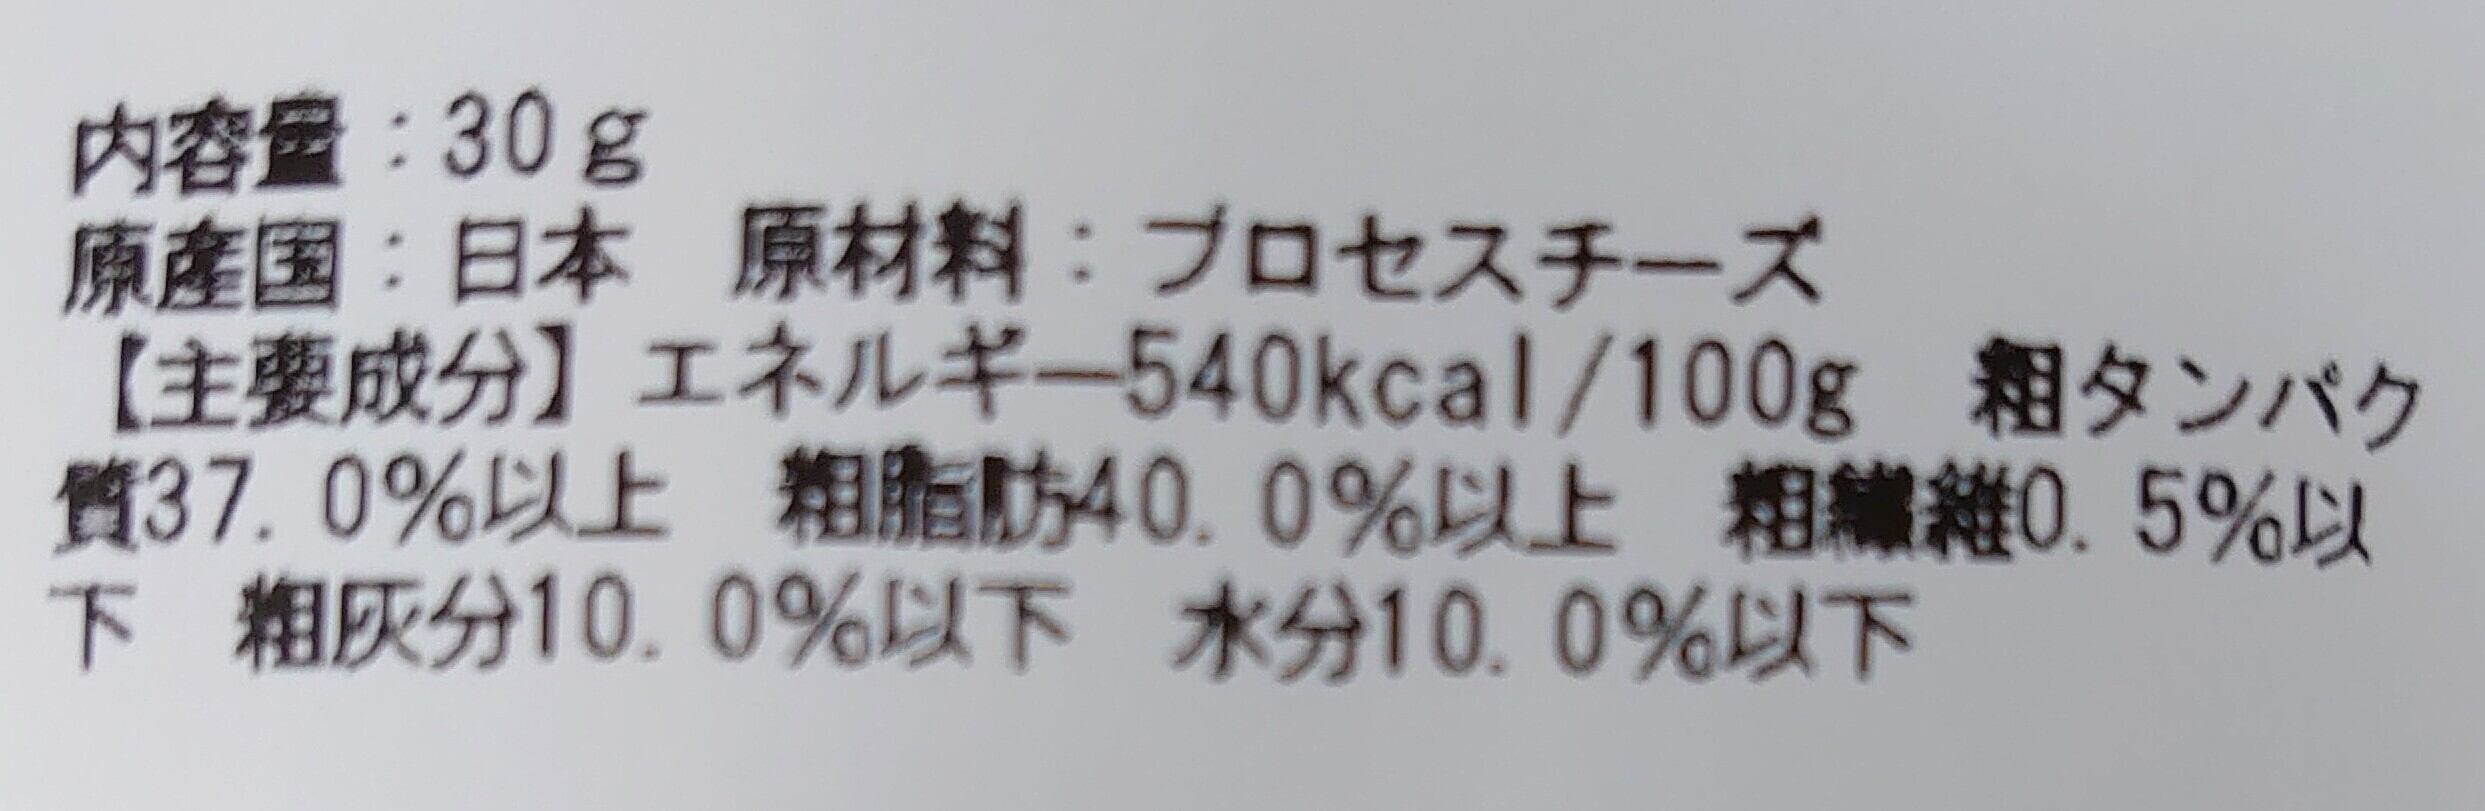 内容量：30ｇ
原産国：日本　原材料：プロセスチーズ
【主要成分】エネルギー540kcal/100g　粗タンパク
質37. 0%以上　粗脂肪40. 0%以上　粗繊維0. 5%以
下　粗灰分10. 0%以下　水分10. 0%以下